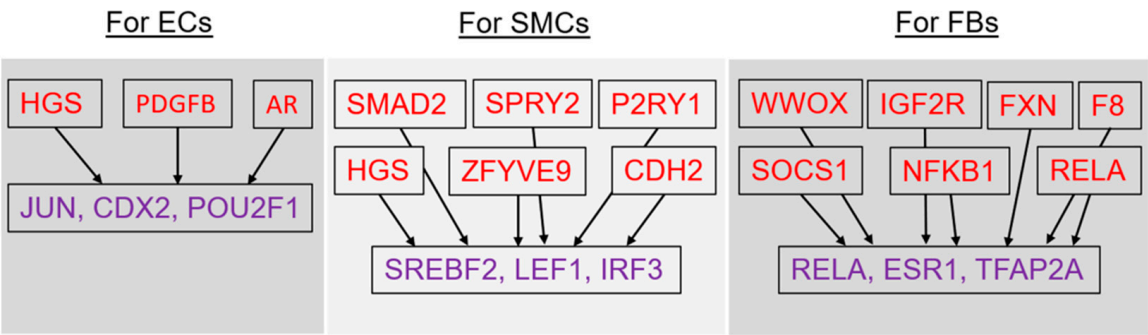 For ECs
HGS PDGFB AR
JUN, CDX2, POU2F1
For SMCs
SMAD2 SPRY2 P2RY1
HGS ZFYVE9 CDH2
SREBF2, LEF1, IRF3
For FBs
WWOX IGF2R FXN F8
SOCS1 NFKB1 RELA
RELA, ESR1, TFAP2A